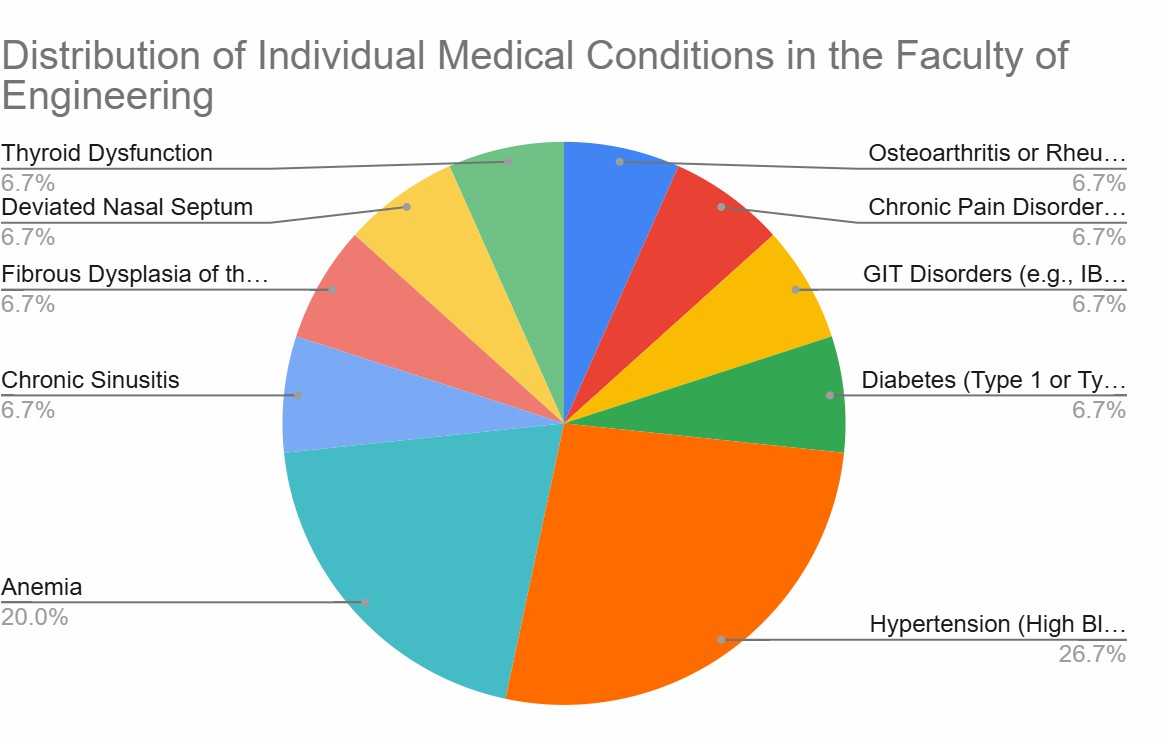 Distribution of Individual Medical Conditions in the Faculty of
Engineering
Thyroid Dysfunction
6.7%
Deviated Nasal Septum
6.7%
Fibrous Dysplasia of th…
6.7%
Chronic Sinusitis
6.7%
Anemia
20.0%
Osteoarthritis or Rheu…
6.7%
Chronic Pain Disorder…
6.7%
GIT Disorders (e.g., IB…
6.7%
Diabetes (Type 1 or Ty…
6.7%
Hypertension (High Bl…
26.7%